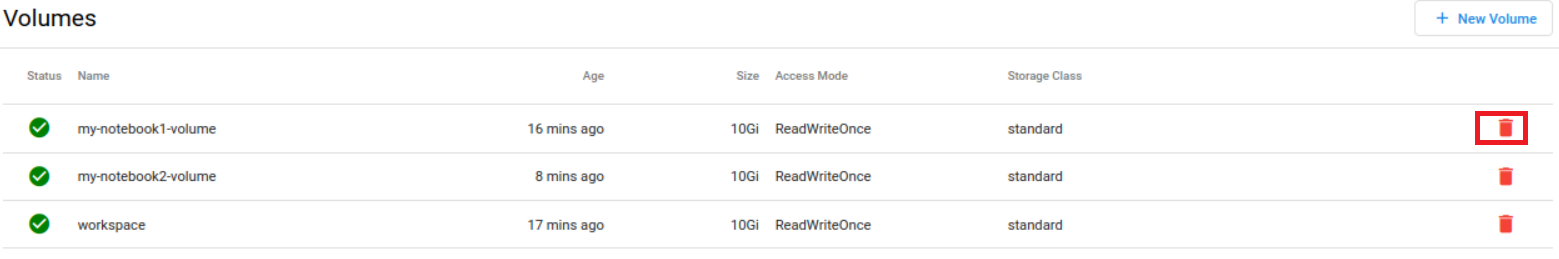 Volumes
+ New Volume
Status Name Age Size Access Mode Storage Class
my-notebook1-volume 16 mins ago 10Gi ReadWriteOnce standard
my-notebook2-volume 8 mins ago 10Gi ReadWriteOnce standard
workspace 17 mins ago 10Gi ReadWriteOnce standard